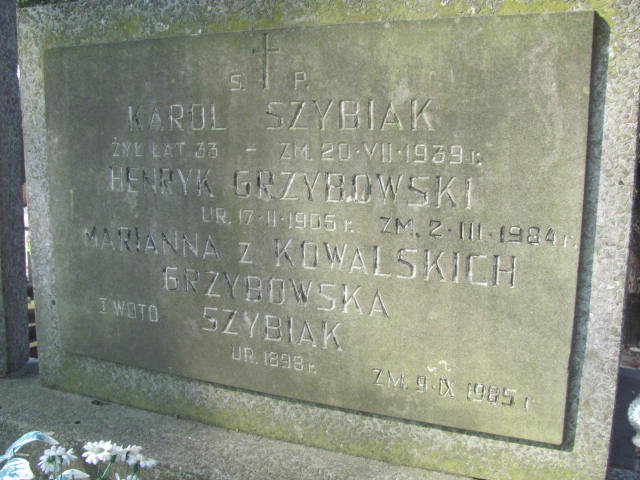 Ś. P.
KAROL SZYBIAK
ŻYŁ LAT 33 - ZM. 20·VII·1939 r.
HENRYK GRZYBOWSKI
UR. 17·II·1905 r. ZM. 2·III·1984 r.
MARIANNA z KOWALSKICH
GRZYBOWSKA
I WOTO SZYBIAK
UR. 1898 r. ZM. 9·IX·1985 r.